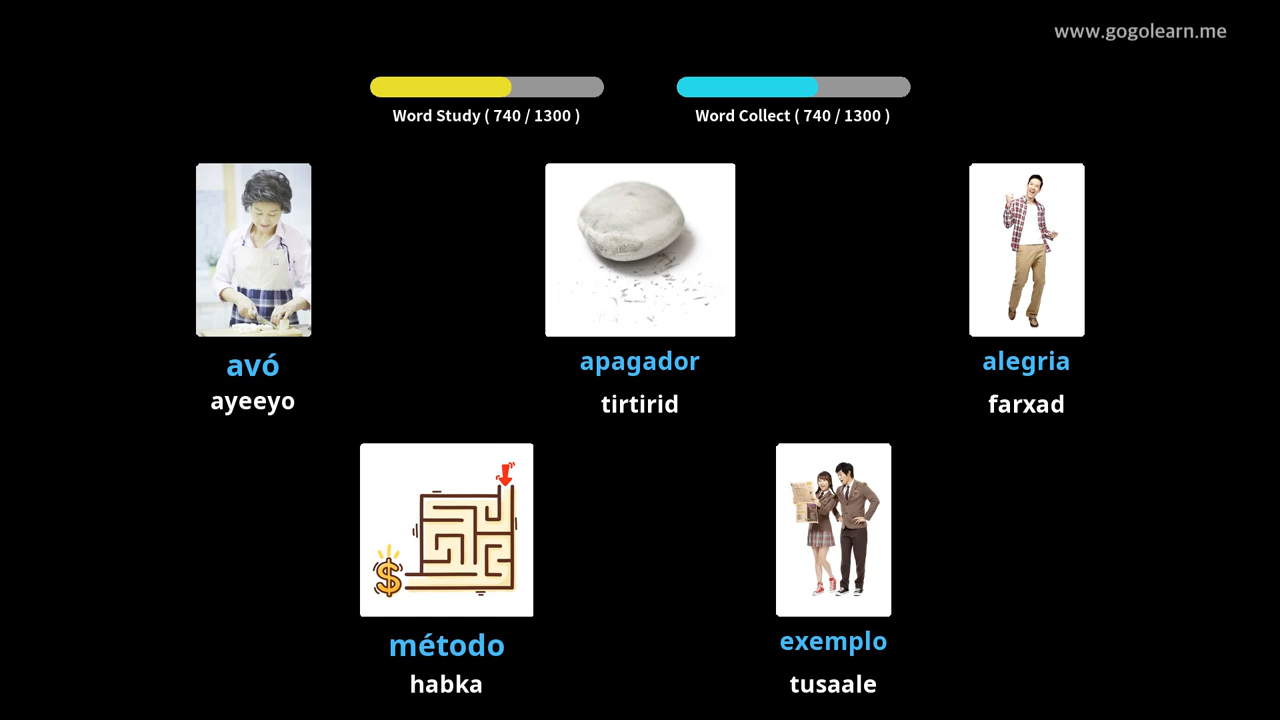 www.gogolearn.me
Word Study ( 740 / 1300 )
Word Collect ( 740 / 1300 )
avó
ayeeyo
apagador
tirtirid
alegria
farxad
método
habka
exemplo
tusaale